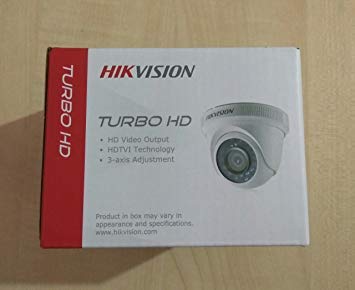 TURBO HD
HIKVISION
TURBO HD
• HD Video Output
• HDTVI Technology
• 3-axis Adjustment
Product in box may vary in
appearance and specifications.
www.hikvision.com